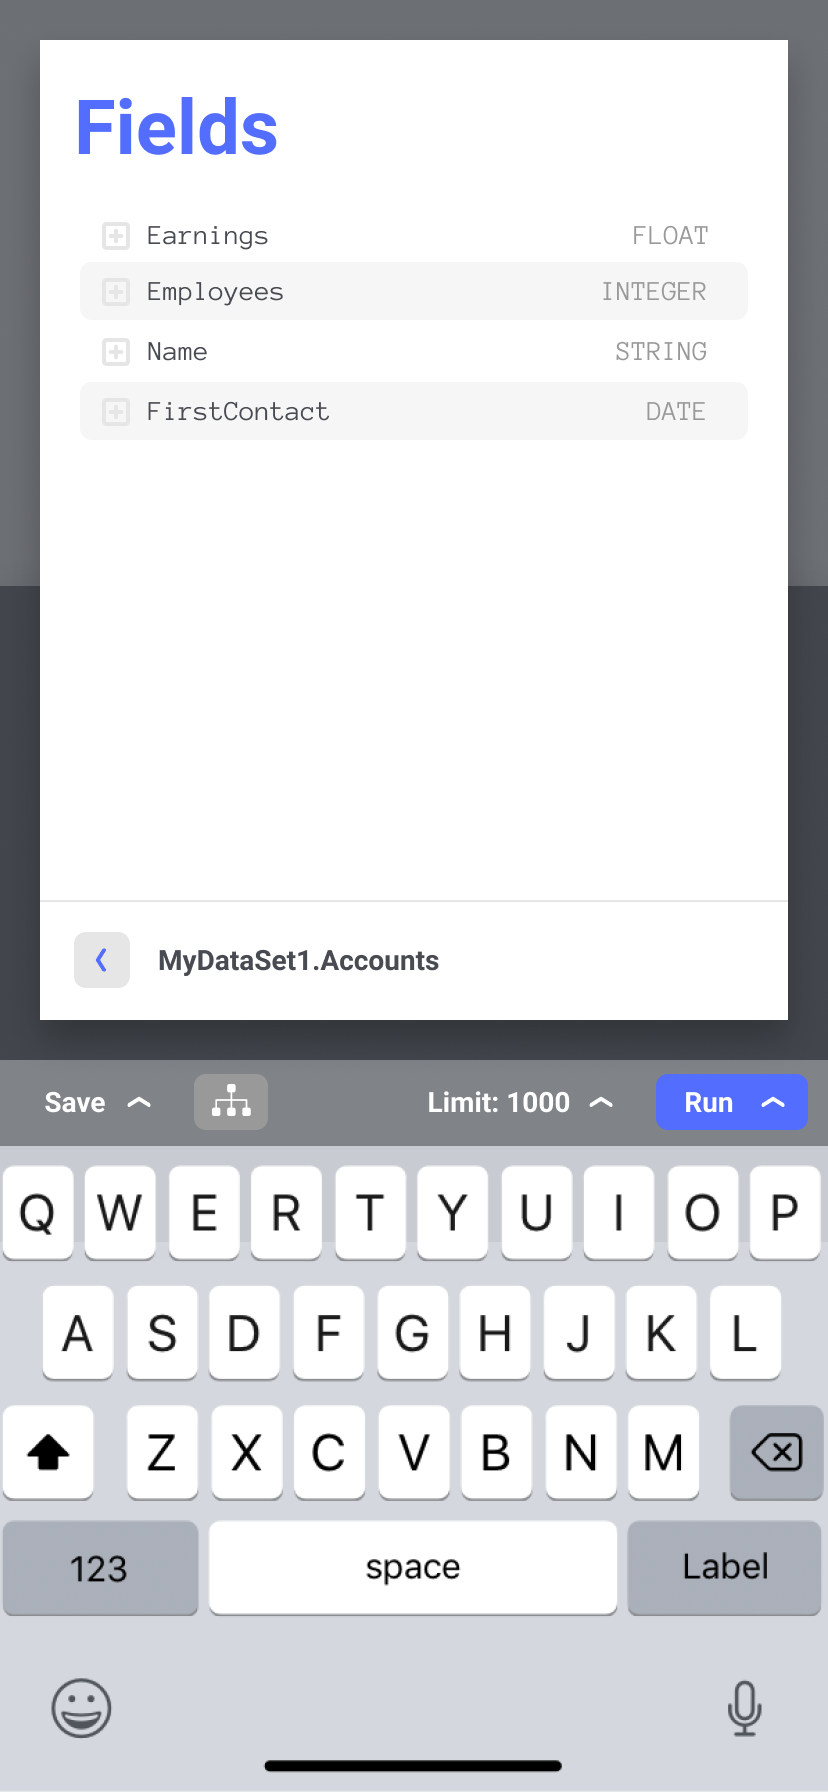 Fields
Earnings FLOAT
Employees INTEGER
Name STRING
FirstContact DATE
MyDataSet1.Accounts
Save Limit: 1000 Run
Q W E R T Y U I O P
A S D F G H J K L
Z X C V B N M
123 space Label